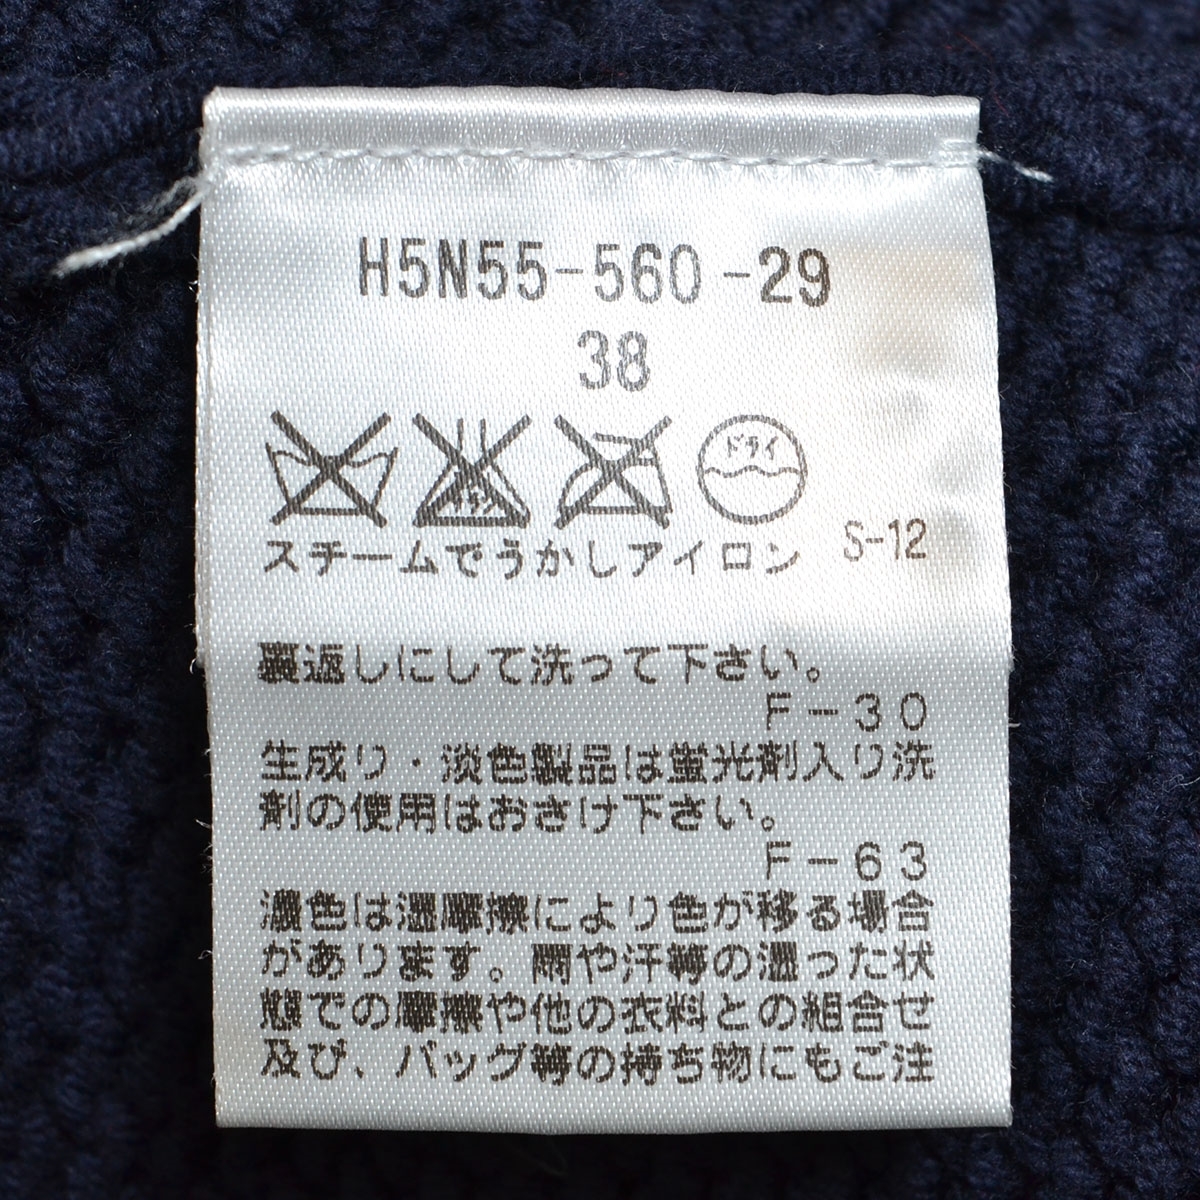 H5N55-560-29
38
エンソ
サラシ
ドライ
スチームでうかしアイロン
S-12
裏返しにして洗って下さい。
F-30
生成り・淡色製品は蛍光剤入り洗
剤の使用はおさけ下さい。
F-63
濃色は湿摩擦により色が移る場合
があります。雨や汗等の湿った状
態での摩擦や他の衣料との組合せ
及び、バッグ等の持ち物にもご注